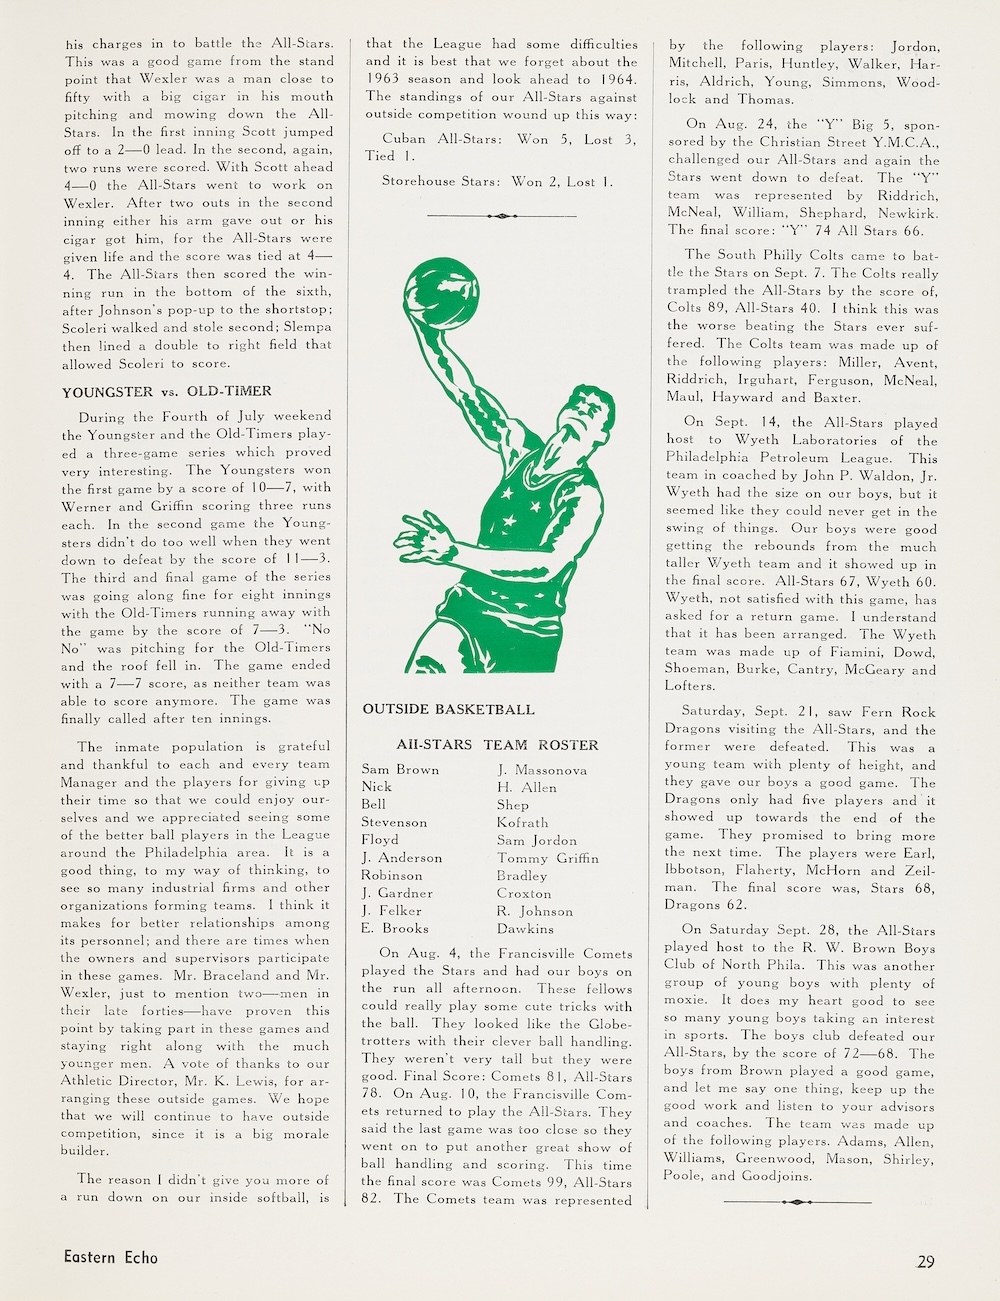 his charges in to battle the All-Stars.
This was a good game from the stand
point that Wexler was a man close to
fifty with a big cigar in his mouth
pitching and mowing down the All-
Stars. In the first inning Scott jumped
off to a 2—0 lead. In the second, again,
two runs were scored. With Scott ahead
4—0 the All-Stars went to work on
Wexler. After two outs in the second
inning either his arm gave out or his
cigar got him, for the All-Stars were
given life and the score was tied at 4—
4. The All-Stars then scored the win-
ning run in the bottom of the sixth,
after Johnson's pop-up to the shortstop;
Scoleri walked and stole second; Slempa
then lined a double to right field that
allowed Scoleri to score.
YOUNGSTER vs. OLD-TIMER
During the Fourth of July weekend
the Youngster and the Old-Timers play-
ed a three-game series which proved
very interesting. The Youngsters won
the first game by a score of 10—7, with
Werner and Griffin scoring three runs
each. In the second game the Young-
sters didn't do too well when they went
down to defeat by the score of 11—3.
The third and final game of the series
was going along fine for eight innings
with the Old-Timers running away with
the game by the score of 7—3. "No
No" was pitching for the Old-Timers
and the roof fell in. The game ended
with a 7—7 score, as neither team was
able to score anymore. The game was
finally called after ten innings.
The inmate population is grateful
and thankful to each and every team
Manager and the players for giving up
their time so that we could enjoy our-
selves and we appreciated seeing some
of the better ball players in the League
around the Philadelphia area. It is a
good thing, to my way of thinking, to
see so many industrial firms and other
organizations forming teams. I think it
makes for better relationships among
its personnel; and there are times when
the owners and supervisors participate
in these games. Mr. Braceland and Mr.
Wexler, just to mention two—men in
their late forties—have proven this
point by taking part in these games and
staying right along with the much
younger men. A vote of thanks to our
Athletic Director, Mr. K. Lewis, for ar-
ranging these outside games. We hope
that we will continue to have outside
competition, since it is a big morale
builder.
The reason I didn't give you more of
a run down on our inside softball, is
that the League had some difficulties
and it is best that we forget about the
1963 season and look ahead to 1964.
The standings of our All-Stars against
outside competition wound up this way:
Cuban All-Stars: Won 5, Lost 3,
Tied 1.
Storehouse Stars: Won 2, Lost 1.
OUTSIDE BASKETBALL
All-STARS TEAM ROSTER
Sam Brown J. Massonova
Nick H. Allen
Bell Shep
Stevenson Kofrath
Floyd Sam Jordon
J. Anderson Tommy Griffin
Robinson Bradley
J. Gardner Croxton
J. Felker R. Johnson
E. Brooks Dawkins
On Aug. 4, the Francisville Comets
played the Stars and had our boys on
the run all afternoon. These fellows
could really play some cute tricks with
the ball. They looked like the Globe-
trotters with their clever ball handling.
They weren't very tall but they were
good. Final Score: Comets 81, All-Stars
78. On Aug. 10, the Francisville Com-
ets returned to play the All-Stars. They
said the last game was too close so they
went on to put another great show of
ball handling and scoring. This time
the final score was Comets 99, All-Stars
82. The Comets team was represented
by the following players: Jordon,
Mitchell, Paris, Huntley, Walker, Har-
ris, Aldrich, Young, Simmons, Wood-
lock and Thomas.
On Aug. 24, the "Y" Big 5, spon-
sored by the Christian Street Y.M.C.A.,
challenged our All-Stars and again the
Stars went down to defeat. The "Y"
team was represented by Riddrich,
McNeal, William, Shephard, Newkirk.
The final score: "Y" 74 All Stars 66.
The South Philly Colts came to bat-
tle the Stars on Sept. 7. The Colts really
trampled the All-Stars by the score of,
Colts 89, All-Stars 40. I think this was
the worse beating the Stars ever suf-
fered. The Colts team was made up of
the following players: Miller, Avent,
Riddrich, Irguhart, Ferguson, McNeal,
Maul, Hayward and Baxter.
On Sept. 14, the All-Stars played
host to Wyeth Laboratories of the
Philadelphia Petroleum League. This
team in coached by John P. Waldon, Jr.
Wyeth had the size on our boys, but it
seemed like they could never get in the
swing of things. Our boys were good
getting the rebounds from the much
taller Wyeth team and it showed up in
the final score. All-Stars 67, Wyeth 60.
Wyeth, not satisfied with this game, has
asked for a return game. I understand
that it has been arranged. The Wyeth
team was made up of Fiamini, Dowd,
Shoeman, Burke, Cantry, McGeary and
Lofters.
Saturday, Sept. 21, saw Fern Rock
Dragons visiting the All-Stars, and the
former were defeated. This was a
young team with plenty of height, and
they gave our boys a good game. The
Dragons only had five players and it
showed up towards the end of the
game. They promised to bring more
the next time. The players were Earl,
Ibbotson, Flaherty, McHorn and Zeil-
man. The final score was, Stars 68,
Dragons 62.
On Saturday Sept. 28, the All-Stars
played host to the R. W. Brown Boys
Club of North Phila. This was another
group of young boys with plenty of
moxie. It does my heart good to see
so many young boys taking an interest
in sports. The boys club defeated our
All-Stars, by the score of 72—68. The
boys from Brown played a good game,
and let me say one thing, keep up the
good work and listen to your advisors
and coaches. The team was made up
of the following players. Adams, Allen,
Williams, Greenwood, Mason, Shirley,
Poole, and Goodjoins.
Eastern Echo
29